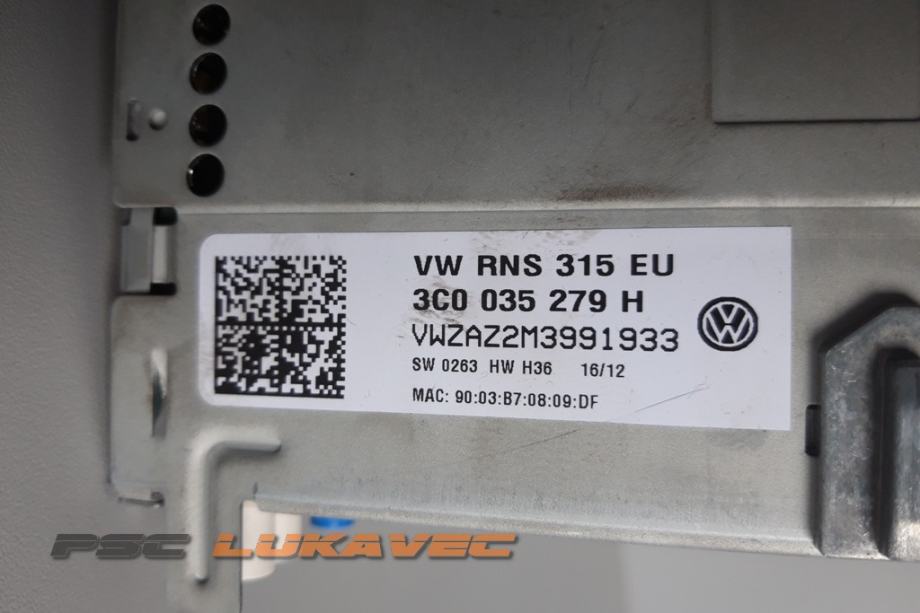 VW RNS 315 EU
3C0 035 279 H
VWZAZ2M3991933
SW 0263 HW H36 16/12
MAC: 90:03:B7:08:09:DF
PSC LUKAVEC